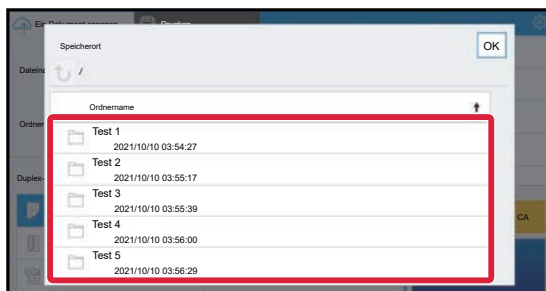 Drucken
Speicherort
OK
/
Ordnername
Test 1
2021/10/10 03:54:27
Test 2
2021/10/10 03:55:17
Test 3
2021/10/10 03:55:39
Test 4
2021/10/10 03:56:00
Test 5
2021/10/10 03:56:29
Duplex-
CA